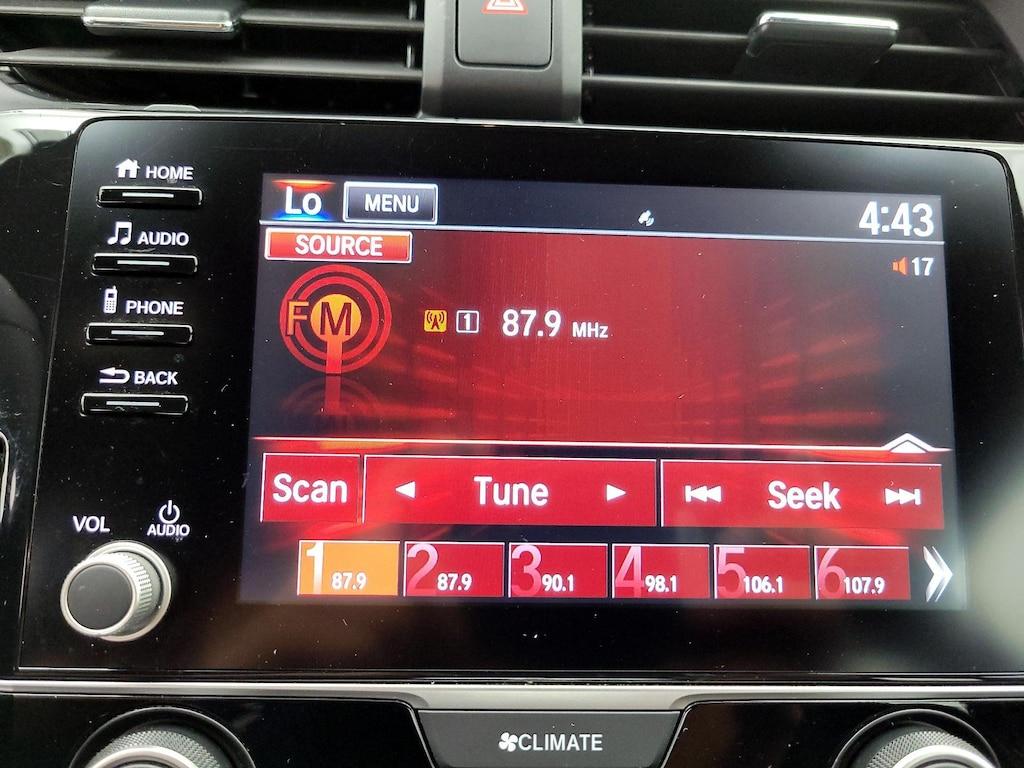 HOME
AUDIO
PHONE
BACK
VOL
AUDIO
Lo MENU 4:43
SOURCE
17
FM 1 87.9 MHz
Scan Tune Seek
1 87.9 2 87.9 3 90.1 4 98.1 5 106.1 6 107.9
CLIMATE